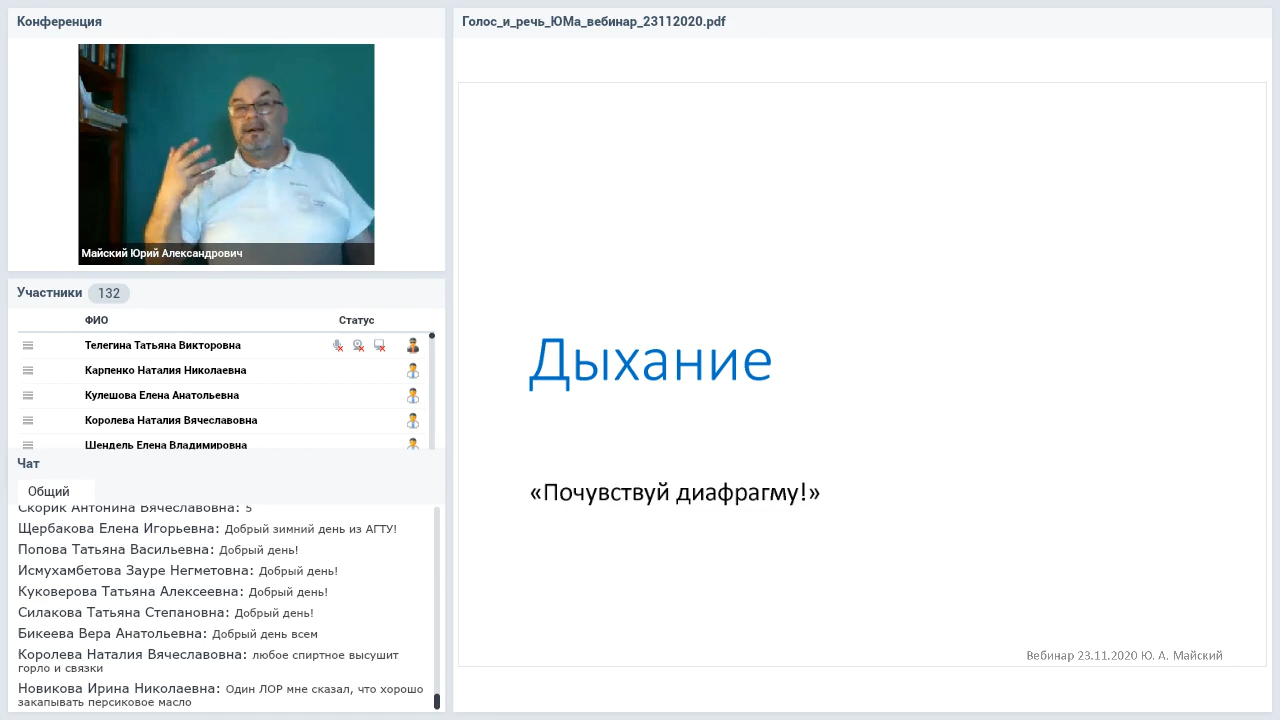 Конференция
Майский Юрий Александрович
Участники 132
ФИО Статус
Телегина Татьяна Викторовна
Карпенко Наталия Николаевна
Кулешова Елена Анатольевна
Королева Наталия Вячеславовна
Шендель Елена Владимировна
Чат
Общий
Скорик Антонина Вячеславовна: 5
Щербакова Елена Игорьевна: Добрый зимний день из АГТУ!
Попова Татьяна Васильевна: Добрый день!
Исмухамбетова Зауре Негметовна: Добрый день!
Куковерова Татьяна Алексеевна: Добрый день!
Силакова Татьяна Степановна: Добрый день!
Бикеева Вера Анатольевна: Добрый день всем
Королева Наталия Вячеславовна: любое спиртное высушит
горло и связки
Новикова Ирина Николаевна: Один ЛОР мне сказал, что хорошо
закапывать персиковое масло
Голос_и_речь_ЮМа_вебинар_23112020.pdf
Дыхание
«Почувствуй диафрагму!»
Вебинар 23.11.2020 Ю. А. Майский